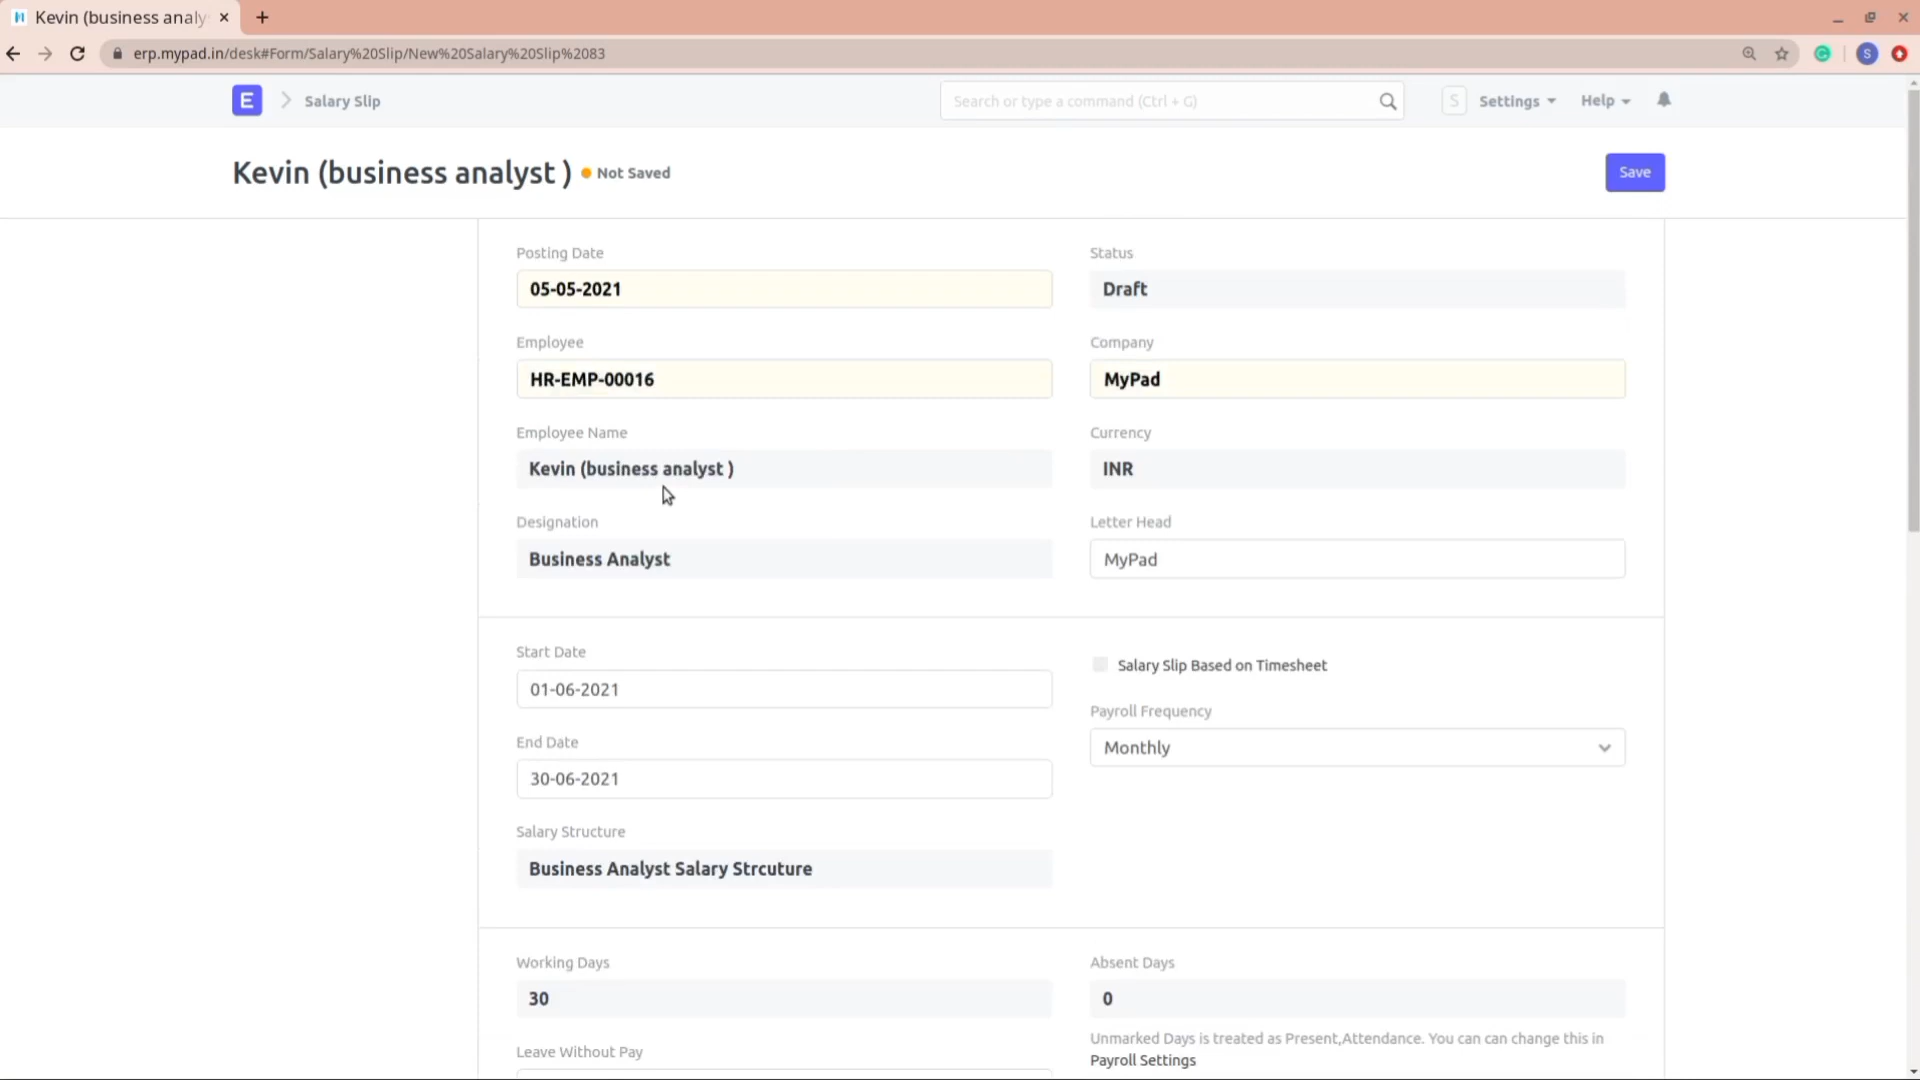 Kevin (business analy
erp.mypad.in/desk#Form/Salary%20Slip/New%20Salary%20Slip%2083
S
E
Salary Slip
Search or type a command (Ctrl + G)
S
Settings
Help
Kevin (business analyst )
Not Saved
Save
Posting Date
05-05-2021
Status
Draft
Employee
HR-EMP-00016
Company
MyPad
Employee Name
Kevin (business analyst )
Currency
INR
Designation
Business Analyst
Letter Head
MyPad
Start Date
01-06-2021
Salary Slip Based on Timesheet
Payroll Frequency
Monthly
End Date
30-06-2021
Salary Structure
Business Analyst Salary Strcuture
Working Days
30
Absent Days
0
Unmarked Days is treated as Present,Attendance. You can can change this in
Payroll Settings
Leave Without Pay